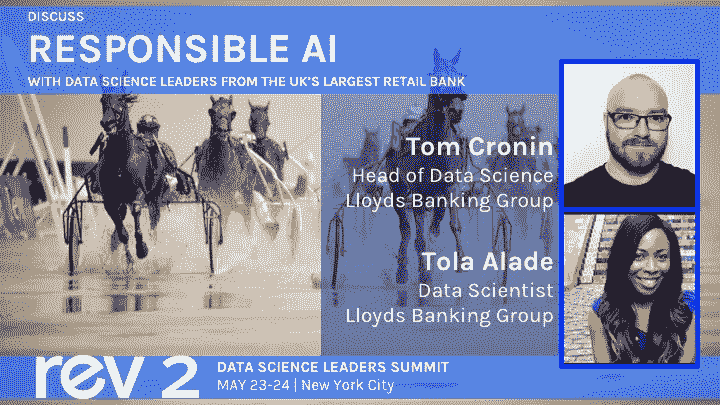 DISCUSS
RESPONSIBLE AI
WITH DATA SCIENCE LEADERS FROM THE UK'S LARGEST RETAIL BANK
Tom Cronin
Head of Data Science
Lloyds Banking Group
Tola Alade
Data Scientist
Lloyds Banking Group
rev 2
DATA SCIENCE LEADERS SUMMIT
MAY 23-24 | New York City